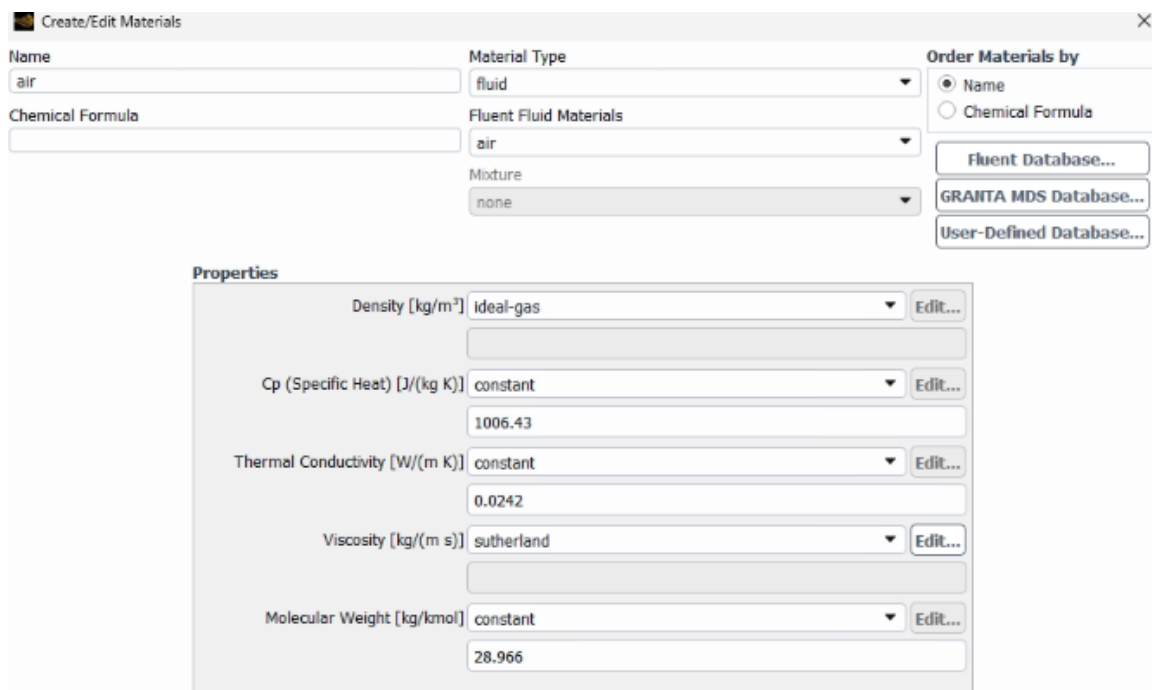 Create/Edit Materials
Name
air
Chemical Formula
Material Type
fluid
Fluent Fluid Materials
air
Mixture
none
Order Materials by
Name
Chemical Formula
Fluent Database...
GRANTA MDS Database...
User-Defined Database...
Properties
Density [kg/m³] ideal-gas Edit...
Cp (Specific Heat) [J/(kg K)] constant Edit...
1006.43
Thermal Conductivity [W/(m K)] constant Edit...
0.0242
Viscosity [kg/(m s)] sutherland Edit...
Molecular Weight [kg/kmol] constant Edit...
28.966